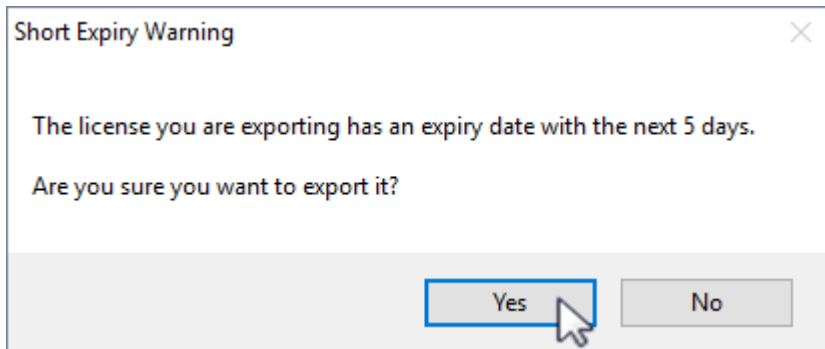 Short Expiry Warning
The license you are exporting has an expiry date with the next 5 days.
Are you sure you want to export it?
Yes No